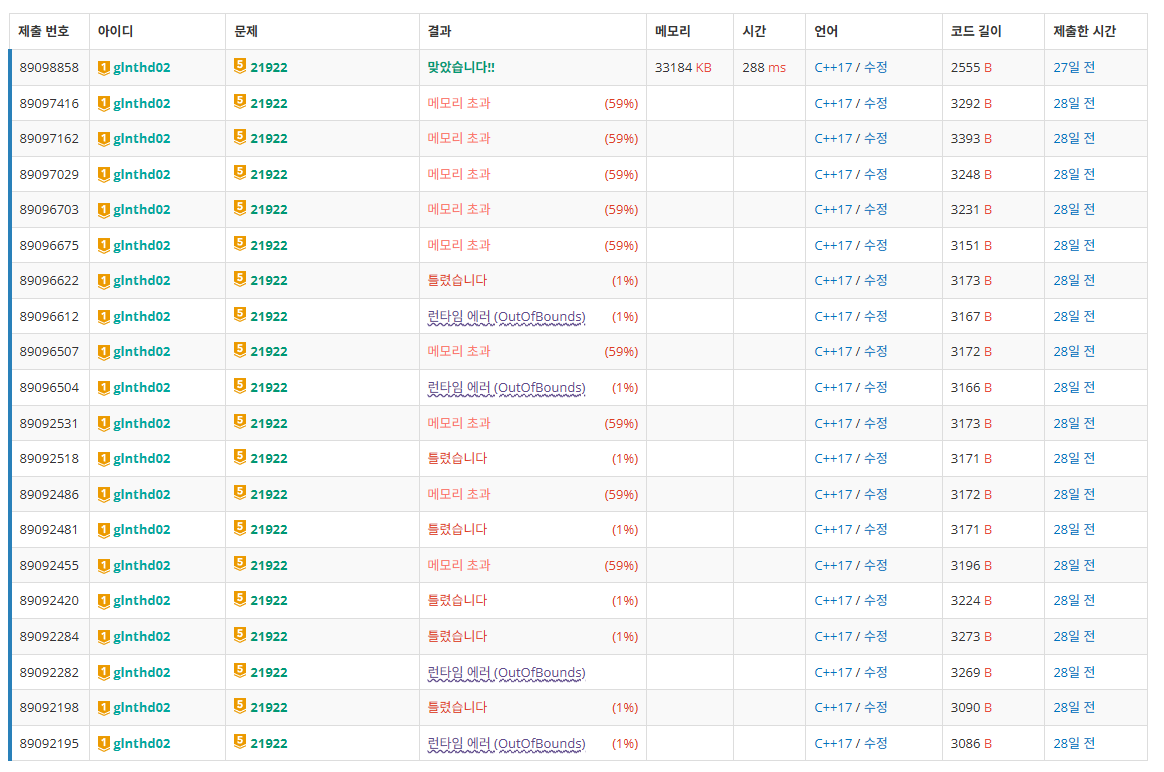 제출 번호 아이디 문제 결과 메모리 시간 언어 코드 길이 제출한 시간
89098858 1 glnthd02 5 21922 맞았습니다!! 33184 KB 288 ms C++17 / 수정 2555 B 27일 전
89097416 1 glnthd02 5 21922 메모리 초과 (59%) C++17 / 수정 3292 B 28일 전
89097162 1 glnthd02 5 21922 메모리 초과 (59%) C++17 / 수정 3393 B 28일 전
89097029 1 glnthd02 5 21922 메모리 초과 (59%) C++17 / 수정 3248 B 28일 전
89096703 1 glnthd02 5 21922 메모리 초과 (59%) C++17 / 수정 3231 B 28일 전
89096675 1 glnthd02 5 21922 메모리 초과 (59%) C++17 / 수정 3151 B 28일 전
89096622 1 glnthd02 5 21922 틀렸습니다 (1%) C++17 / 수정 3173 B 28일 전
89096612 1 glnthd02 5 21922 런타임 에러 (OutOfBounds) (1%) C++17 / 수정 3167 B 28일 전
89096507 1 glnthd02 5 21922 메모리 초과 (59%) C++17 / 수정 3172 B 28일 전
89096504 1 glnthd02 5 21922 런타임 에러 (OutOfBounds) (1%) C++17 / 수정 3166 B 28일 전
89092531 1 glnthd02 5 21922 메모리 초과 (59%) C++17 / 수정 3173 B 28일 전
89092518 1 glnthd02 5 21922 틀렸습니다 (1%) C++17 / 수정 3171 B 28일 전
89092486 1 glnthd02 5 21922 메모리 초과 (59%) C++17 / 수정 3172 B 28일 전
89092481 1 glnthd02 5 21922 틀렸습니다 (1%) C++17 / 수정 3171 B 28일 전
89092455 1 glnthd02 5 21922 메모리 초과 (59%) C++17 / 수정 3196 B 28일 전
89092420 1 glnthd02 5 21922 틀렸습니다 (1%) C++17 / 수정 3224 B 28일 전
89092284 1 glnthd02 5 21922 틀렸습니다 (1%) C++17 / 수정 3273 B 28일 전
89092282 1 glnthd02 5 21922 런타임 에러 (OutOfBounds) C++17 / 수정 3269 B 28일 전
89092198 1 glnthd02 5 21922 틀렸습니다 (1%) C++17 / 수정 3090 B 28일 전
89092195 1 glnthd02 5 21922 런타임 에러 (OutOfBounds) (1%) C++17 / 수정 3086 B 28일 전